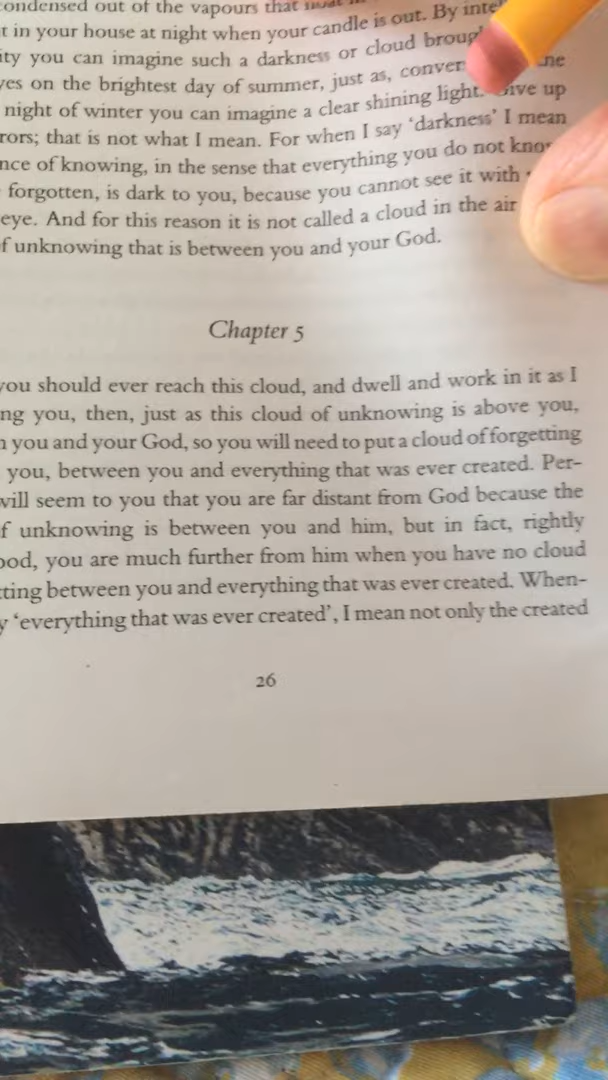 condensed out of the vapours that
t in your house at night when your candle is out. By
ity you can imagine such a darkness or cloud
yes on the brightest day of summer, just as,
night of winter you can imagine a clear shining light. Give up
rors; that is not what I mean. For when I say ‘darkness’ I mean
nce of knowing, in the sense that everything you do not
forgotten, is dark to you, because you cannot see it with
eye. And for this reason it is not called a cloud in the air
f unknowing that is between you and your God.
Chapter 5
you should ever reach this cloud, and dwell and work in it as I
ng you, then, just as this cloud of unknowing is above you,
n you and your God, so you will need to put a cloud of forgetting
you, between you and everything that was ever created. Per-
will seem to you that you are far distant from God because the
f unknowing is between you and him, but in fact, rightly
ood, you are much further from him when you have no cloud
tting between you and everything that was ever created. When-
y ‘everything that was ever created’, I mean not only the created
26